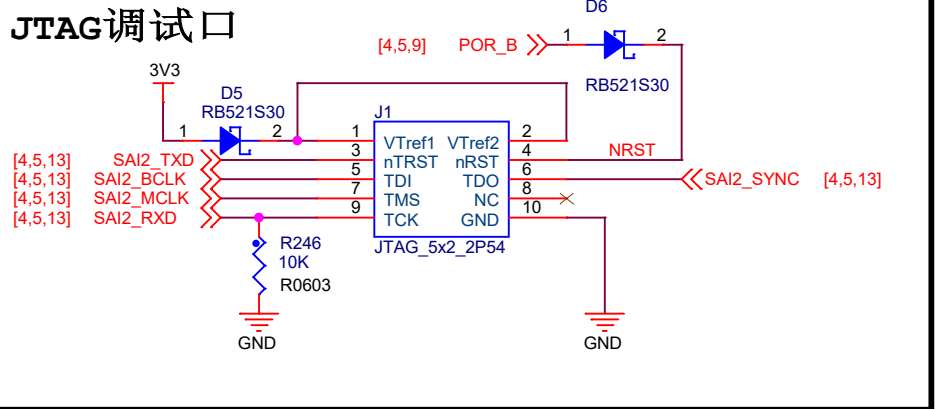 JTAG调试口
D6
[4,5,9] POR_B 1 2
RB521S30
3V3
D5
RB521S30
1 2
J1
1 VTref1 VTref2 2
[4,5,13] SAI2_TXD 3 nTRST nRST 4 NRST
[4,5,13] SAI2_BCLK 5 TDI TDO 6 SAI2_SYNC [4,5,13]
[4,5,13] SAI2_MCLK 7 TMS NC 8
[4,5,13] SAI2_RXD 9 TCK GND 10
JTAG_5x2_2P54
R246
10K
R0603
GND GND